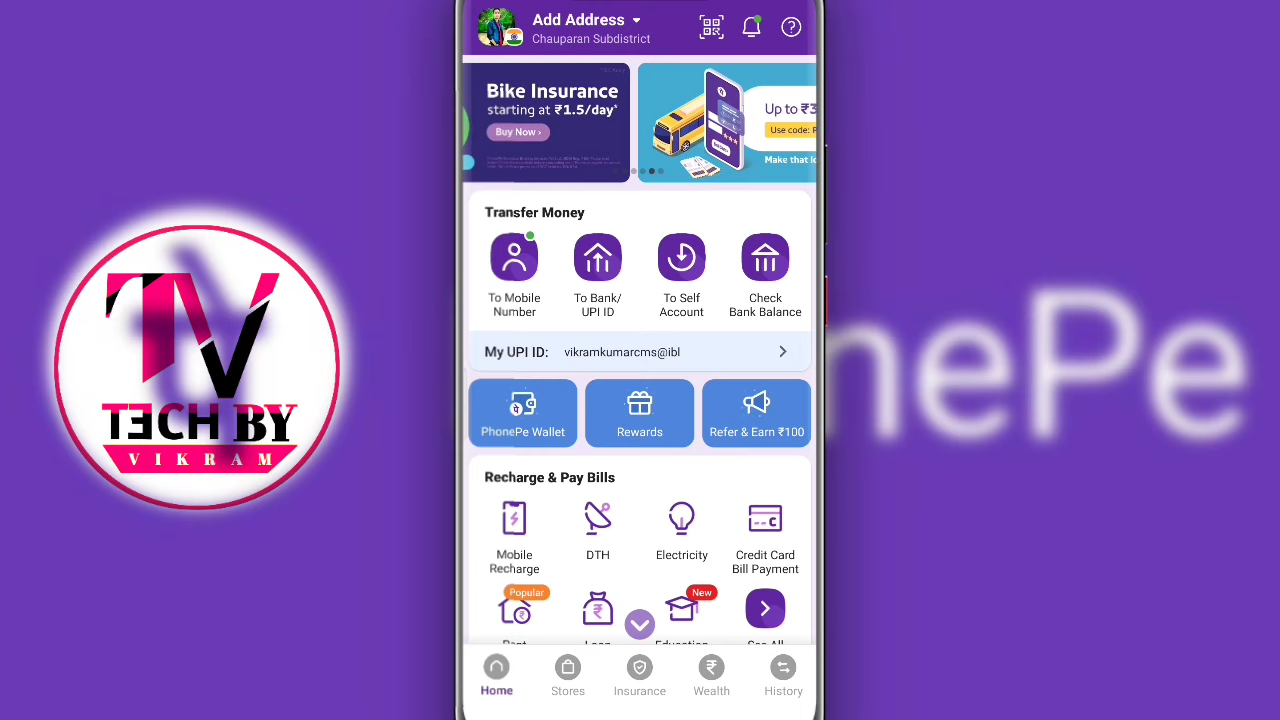 Add Address
Chauparan Subdistrict
Bike Insurance
starting at ₹1.5/day*
Buy Now ›
Up to ₹3
Use code:
Make that
Transfer Money
To Mobile
Number
To Bank/
UPI ID
To Self
Account
Check
Bank Balance
My UPI ID: vikramkumarcms@ibl
PhonePe Wallet
Rewards
Refer & Earn ₹100
Recharge & Pay Bills
Mobile
Recharge
DTH
Electricity
Credit Card
Bill Payment
Popular
New
Rent
Loan
Education
See All
Home
Stores
Insurance
Wealth
History
TV
TECH BY
VIKRAM
nePe